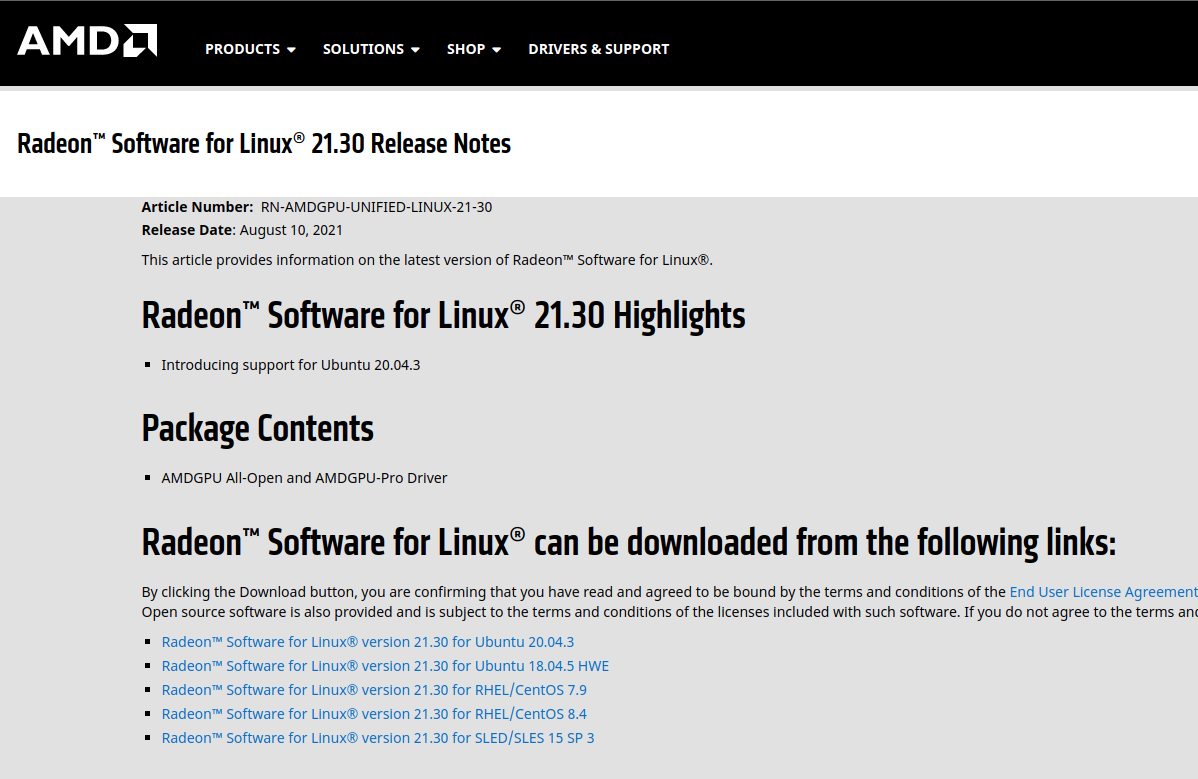 AMD
PRODUCTS SOLUTIONS SHOP DRIVERS & SUPPORT
Radeon™ Software for Linux® 21.30 Release Notes
Article Number: RN-AMDGPU-UNIFIED-LINUX-21-30
Release Date: August 10, 2021
This article provides information on the latest version of Radeon™ Software for Linux®.
Radeon™ Software for Linux® 21.30 Highlights
Introducing support for Ubuntu 20.04.3
Package Contents
AMDGPU All-Open and AMDGPU-Pro Driver
Radeon™ Software for Linux® can be downloaded from the following links:
By clicking the Download button, you are confirming that you have read and agreed to be bound by the terms and conditions of the End User License Agreement
Open source software is also provided and is subject to the terms and conditions of the licenses included with such software. If you do not agree to the terms and
Radeon™ Software for Linux® version 21.30 for Ubuntu 20.04.3
Radeon™ Software for Linux® version 21.30 for Ubuntu 18.04.5 HWE
Radeon™ Software for Linux® version 21.30 for RHEL/CentOS 7.9
Radeon™ Software for Linux® version 21.30 for RHEL/CentOS 8.4
Radeon™ Software for Linux® version 21.30 for SLED/SLES 15 SP 3